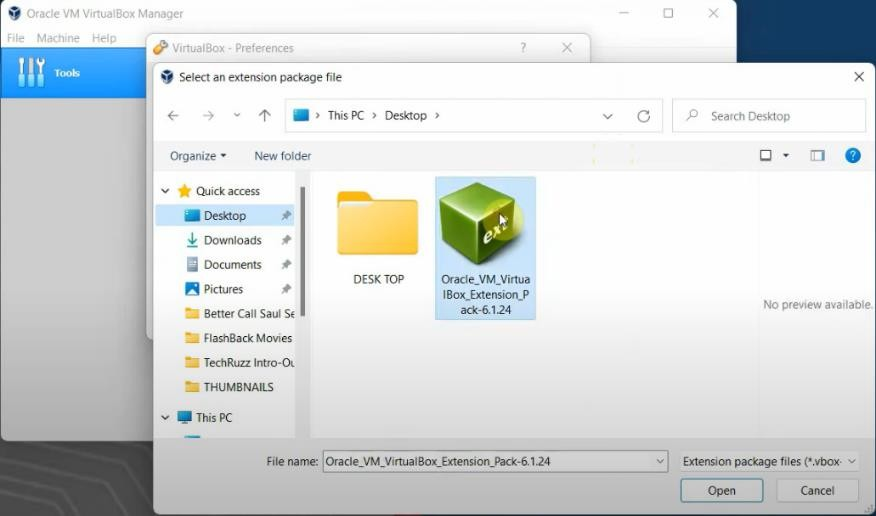 Oracle VM VirtualBox Manager
File Machine Help
VirtualBox - Preferences
?
Tools
Select an extension package file
This PC > Desktop >
Search Desktop
Organize
New folder
?
Quick access
Desktop
Downloads
Documents
Pictures
Better Call Saul Se
FlashBack Movies
TechRuzz Intro-Ou
THUMBNAILS
This PC
DESK TOP
ext
Oracle_VM_Virtua
lBox_Extension_P
ack-6.1.24
No preview available.
File name: Oracle_VM_VirtualBox_Extension_Pack-6.1.24
Extension package files (*.vbox-
Open
Cancel